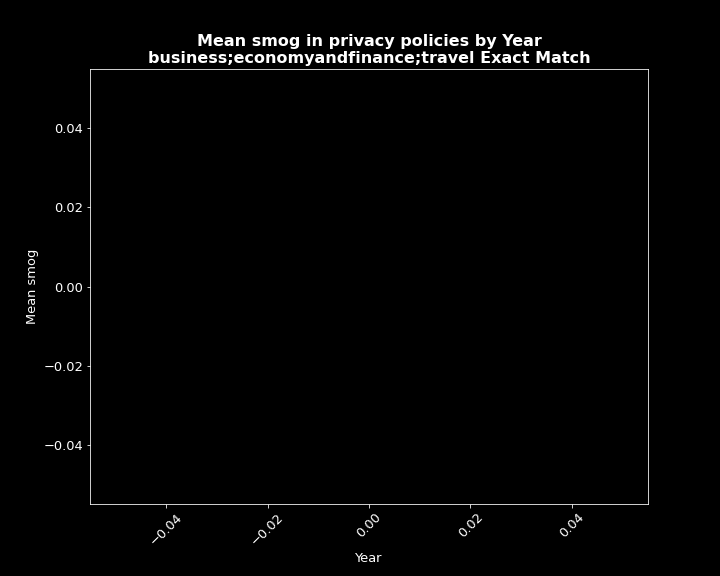 Mean smog in privacy policies by Year
business;economyandfinance;travel Exact Match
0.04
0.02
0.00
−0.02
−0.04
Mean smog
−0.04
−0.02
0.00
0.02
0.04
Year